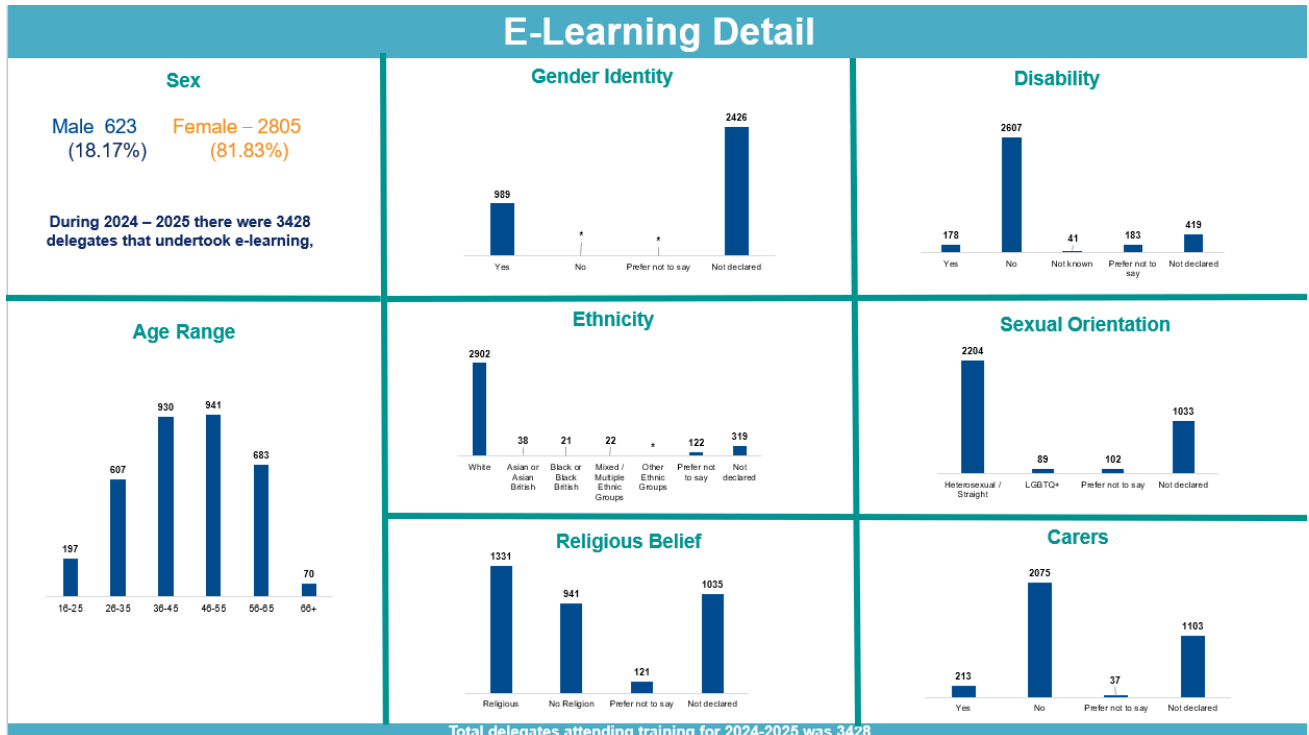 E-Learning Detail
Sex
Male 623 Female – 2805
(18.17%) (81.83%)
During 2024 – 2025 there were 3428
delegates that undertook e-learning,
Gender Identity
2426
989
*
*
Yes No Prefer not to say Not declared
Disability
2607
178
41
183
419
Yes No Not known Prefer not to Not declared
say
Age Range
930 941
683
607
197
70
16-25 26-35 36-45 46-55 56-65 66+
Ethnicity
2902
38 21 22 * 122 319
White Asian or Black or Mixed / Other Prefer not Not
Asian Black Multiple Ethnic to say declared
British British Ethnic Groups
Groups
Sexual Orientation
2204
1033
89 102
Heterosexual / LGBTQ+ Prefer not to say Not declared
Straight
Religious Belief
1331
941
121
1035
Religious No Religion Prefer not to say Not declared
Carers
2075
1103
213
37
Yes No Prefer not to say Not declared
Total delegates attending training for 2024-2025 was 3428